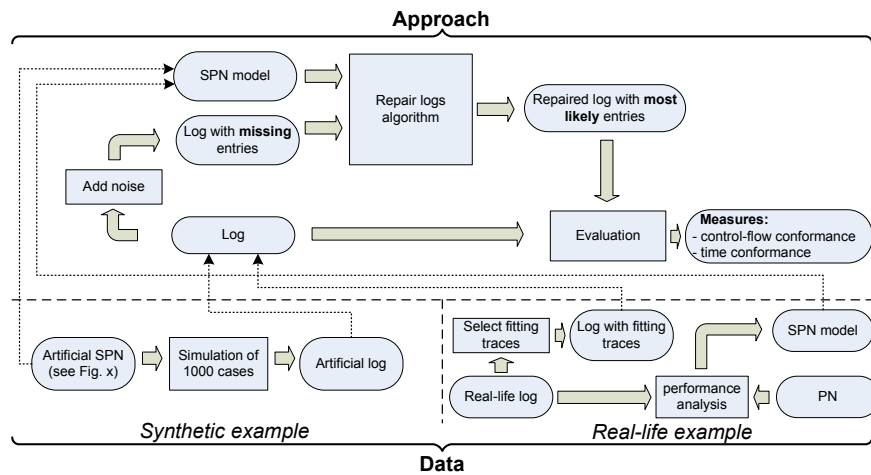 Approach
SPN model
Repair logs
algorithm
Repaired log with most
likely entries
Log with missing
entries
Add noise
Log
Evaluation
Measures:
- control-flow conformance
- time conformance
Artificial SPN
(see Fig. x)
Simulation of
1000 cases
Artificial log
Select fitting
traces
Log with fitting
traces
SPN model
Real-life log
performance
analysis
PN
Synthetic example
Real-life example
Data